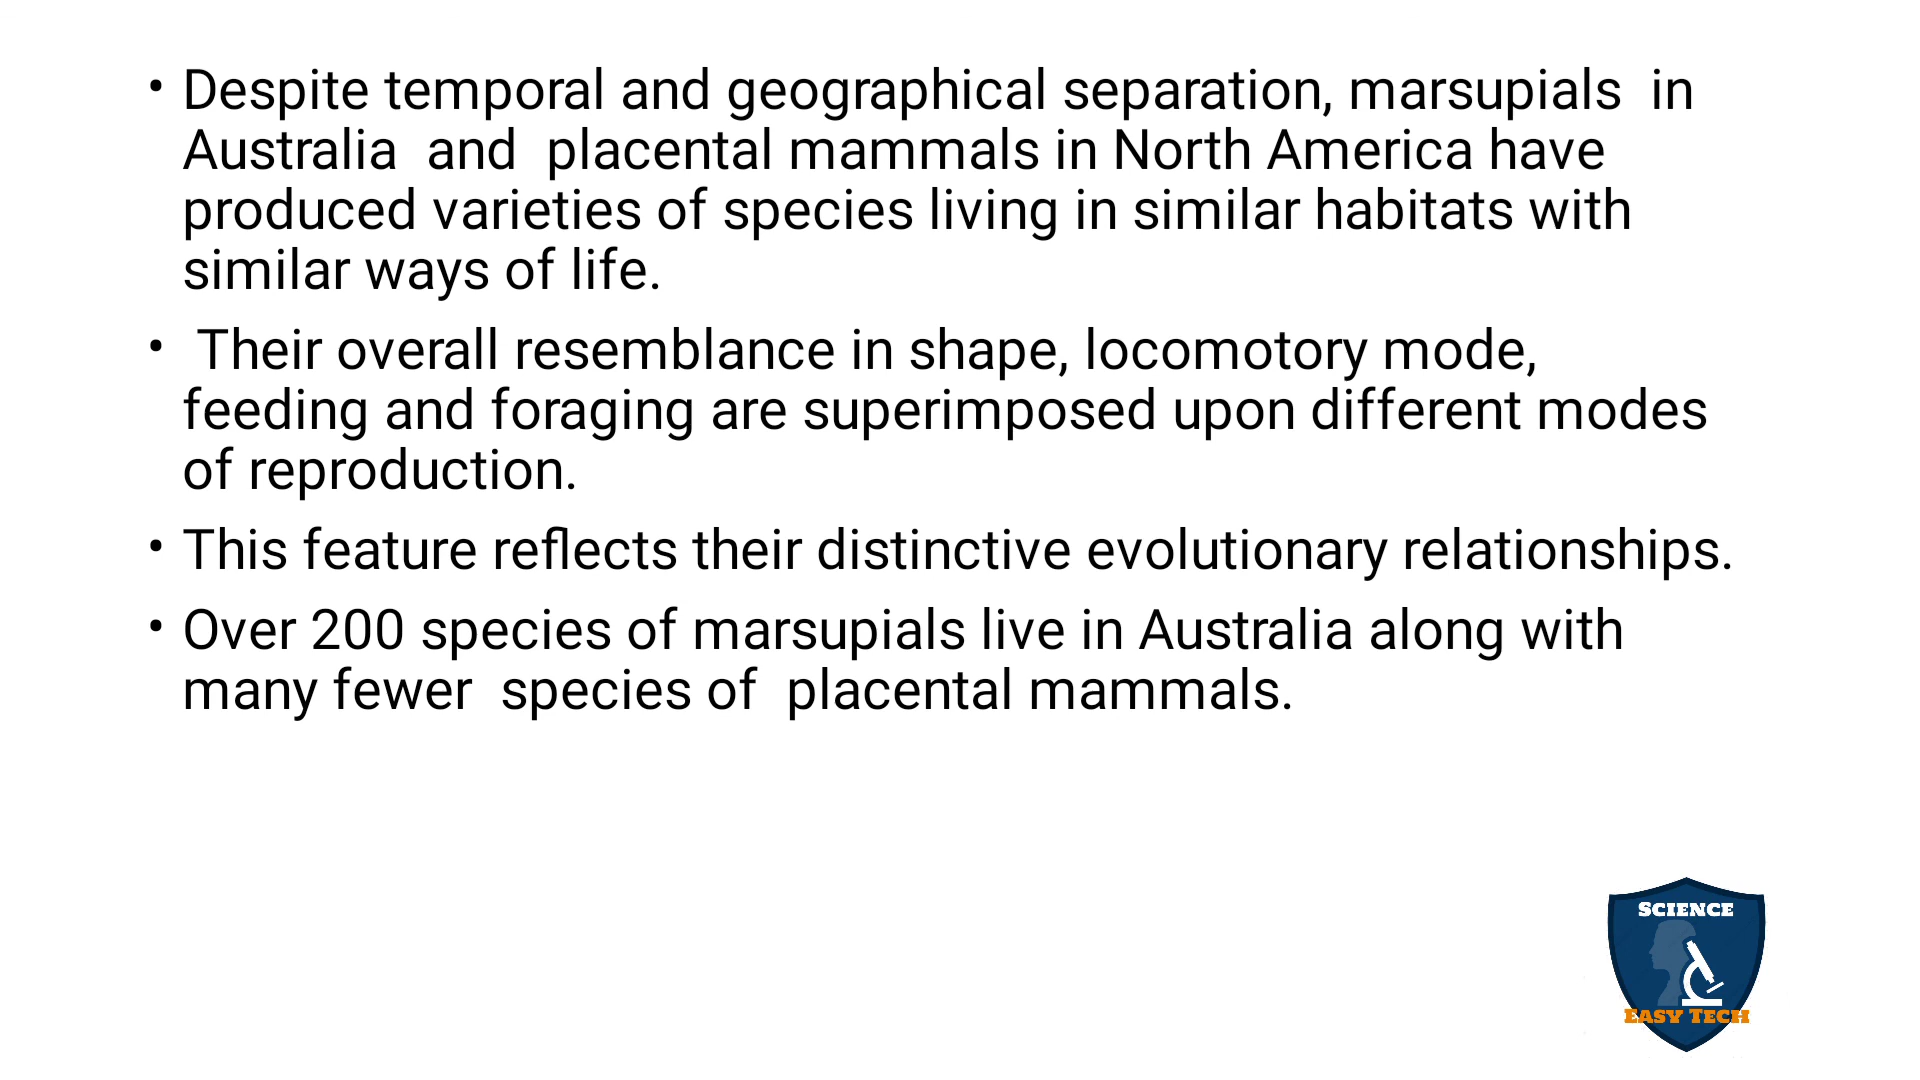 • Despite temporal and geographical separation, marsupials  in
Australia  and  placental mammals in North America have
produced varieties of species living in similar habitats with
similar ways of life.
•  Their overall resemblance in shape, locomotory mode,
feeding and foraging are superimposed upon different modes
of reproduction.
• This feature reflects their distinctive evolutionary relationships.
• Over 200 species of marsupials live in Australia along with
many fewer  species of  placental mammals.
SCIENCE
EASY TECH